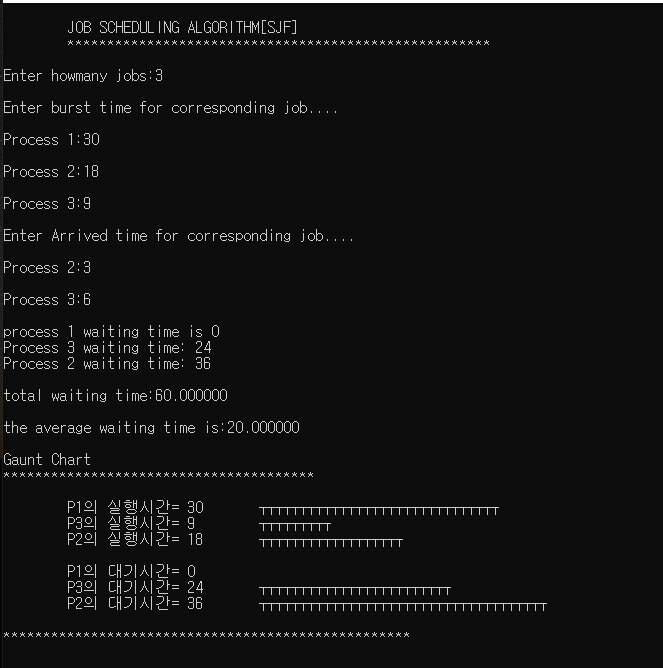 JOB SCHEDULING ALGORITHM[SJF]
*****************************************************
Enter howmany jobs:3
Enter burst time for corresponding job....
Process 1:30
Process 2:18
Process 3:9
Enter Arrived time for corresponding job....
Process 2:3
Process 3:6
process 1 waiting time is 0
Process 3 waiting time: 24
Process 2 waiting time: 36
total waiting time:60.000000
the average waiting time is:20.000000
Gaunt Chart
***************************************
P1의 실행시간= 30 ┬┬┬┬┬┬┬┬┬┬┬┬┬┬┬┬┬┬┬┬┬┬┬┬┬┬┬┬┬┬
P3의 실행시간= 9 ┬┬┬┬┬┬┬┬┬
P2의 실행시간= 18 ┬┬┬┬┬┬┬┬┬┬┬┬┬┬┬┬┬┬
P1의 대기시간= 0
P3의 대기시간= 24 ┬┬┬┬┬┬┬┬┬┬┬┬┬┬┬┬┬┬┬┬┬┬┬┬
P2의 대기시간= 36 ┬┬┬┬┬┬┬┬┬┬┬┬┬┬┬┬┬┬┬┬┬┬┬┬┬┬┬┬┬┬┬┬┬┬┬┬
***************************************************